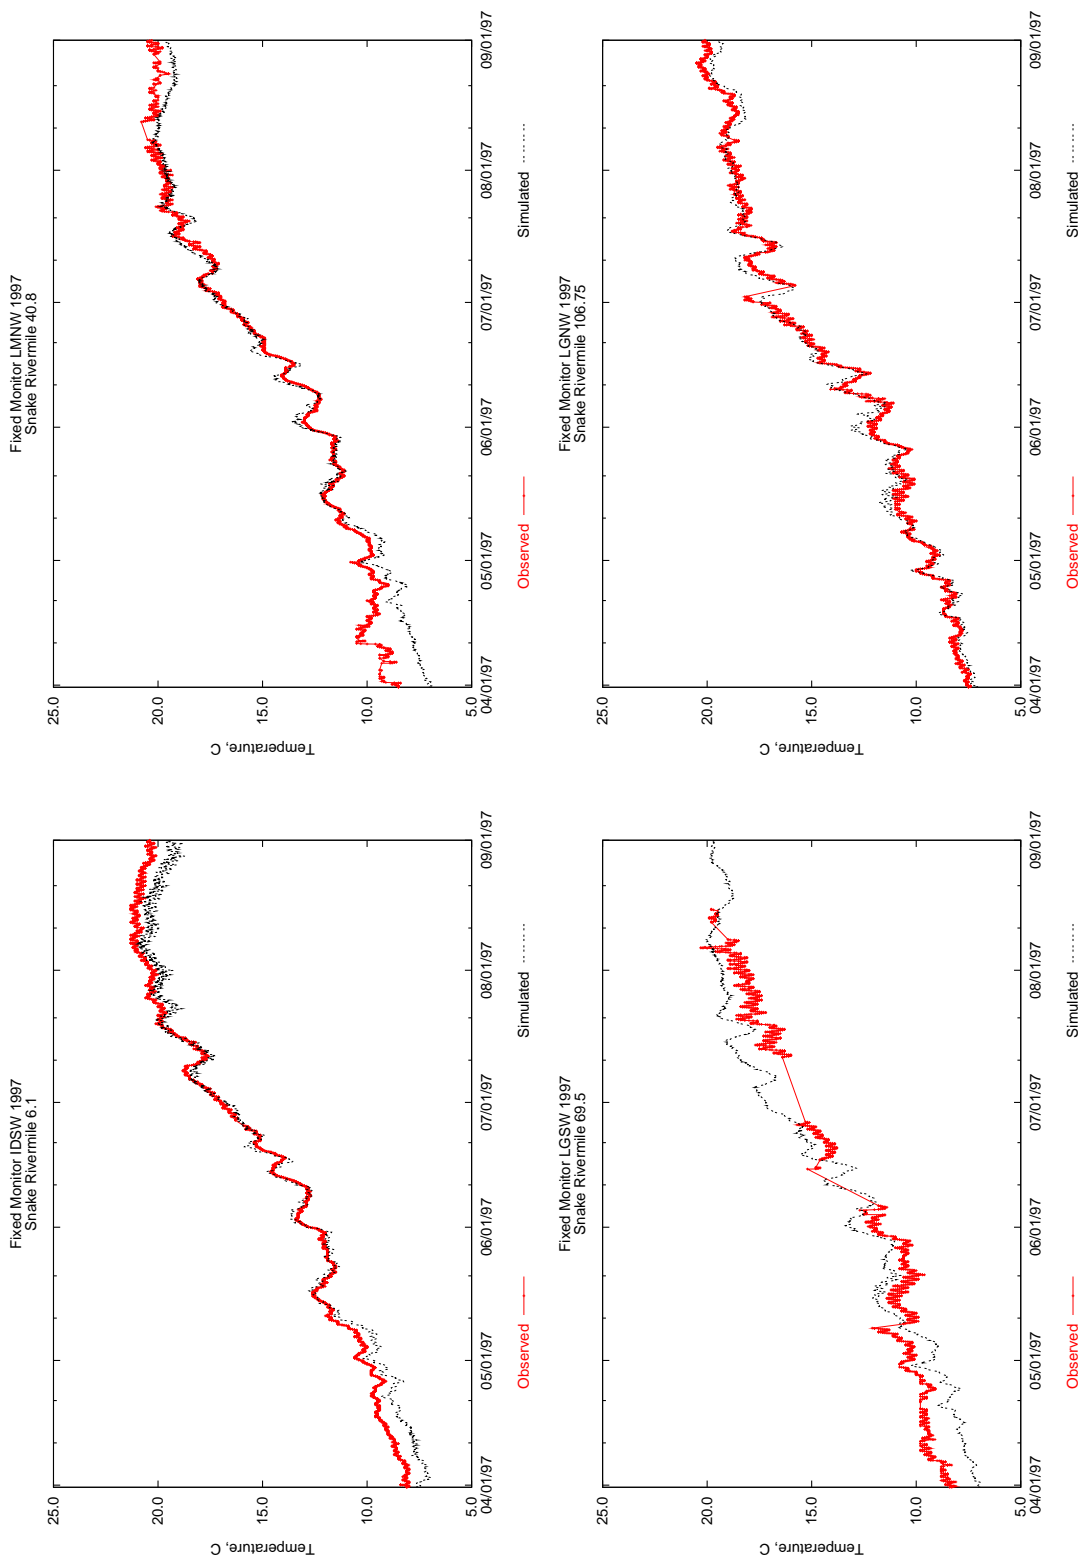 Fixed Monitor IDSW 1997
Snake Rivermile 6.1
Temperature, C
25.0
20.0
15.0
10.0
5.0
04/01/97
05/01/97
06/01/97
07/01/97
08/01/97
09/01/97
Observed
Simulated
Fixed Monitor LMNW 1997
Snake Rivermile 40.8
Temperature, C
25.0
20.0
15.0
10.0
5.0
04/01/97
05/01/97
06/01/97
07/01/97
08/01/97
09/01/97
Observed
Simulated
Fixed Monitor LGSW 1997
Snake Rivermile 69.5
Temperature, C
25.0
20.0
15.0
10.0
5.0
04/01/97
05/01/97
06/01/97
07/01/97
08/01/97
09/01/97
Observed
Simulated
Fixed Monitor LGNW 1997
Snake Rivermile 106.75
Temperature, C
25.0
20.0
15.0
10.0
5.0
04/01/97
05/01/97
06/01/97
07/01/97
08/01/97
09/01/97
Observed
Simulated